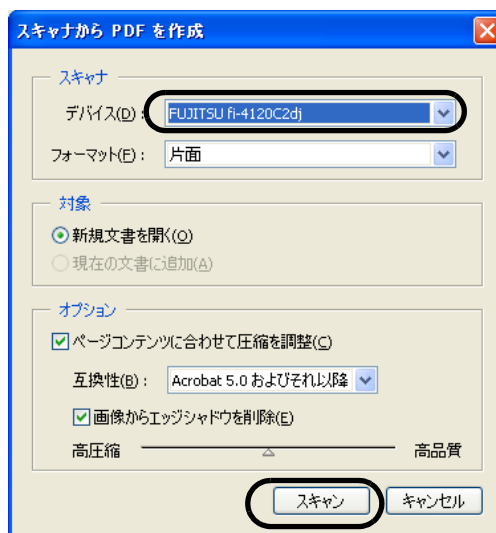 スキャナから PDF を作成
スキャナ
デバイス(D): FUJITSU fi-4120C2dj
フォーマット(F): 片面
対象
新規文書を開く(O)
現在の文書に追加(A)
オプション
ページコンテンツに合わせて圧縮を調整(C)
互換性(B): Acrobat 5.0 およびそれ以降
画像からエッジシャドウを削除(E)
高圧縮 高品質
スキャン キャンセル